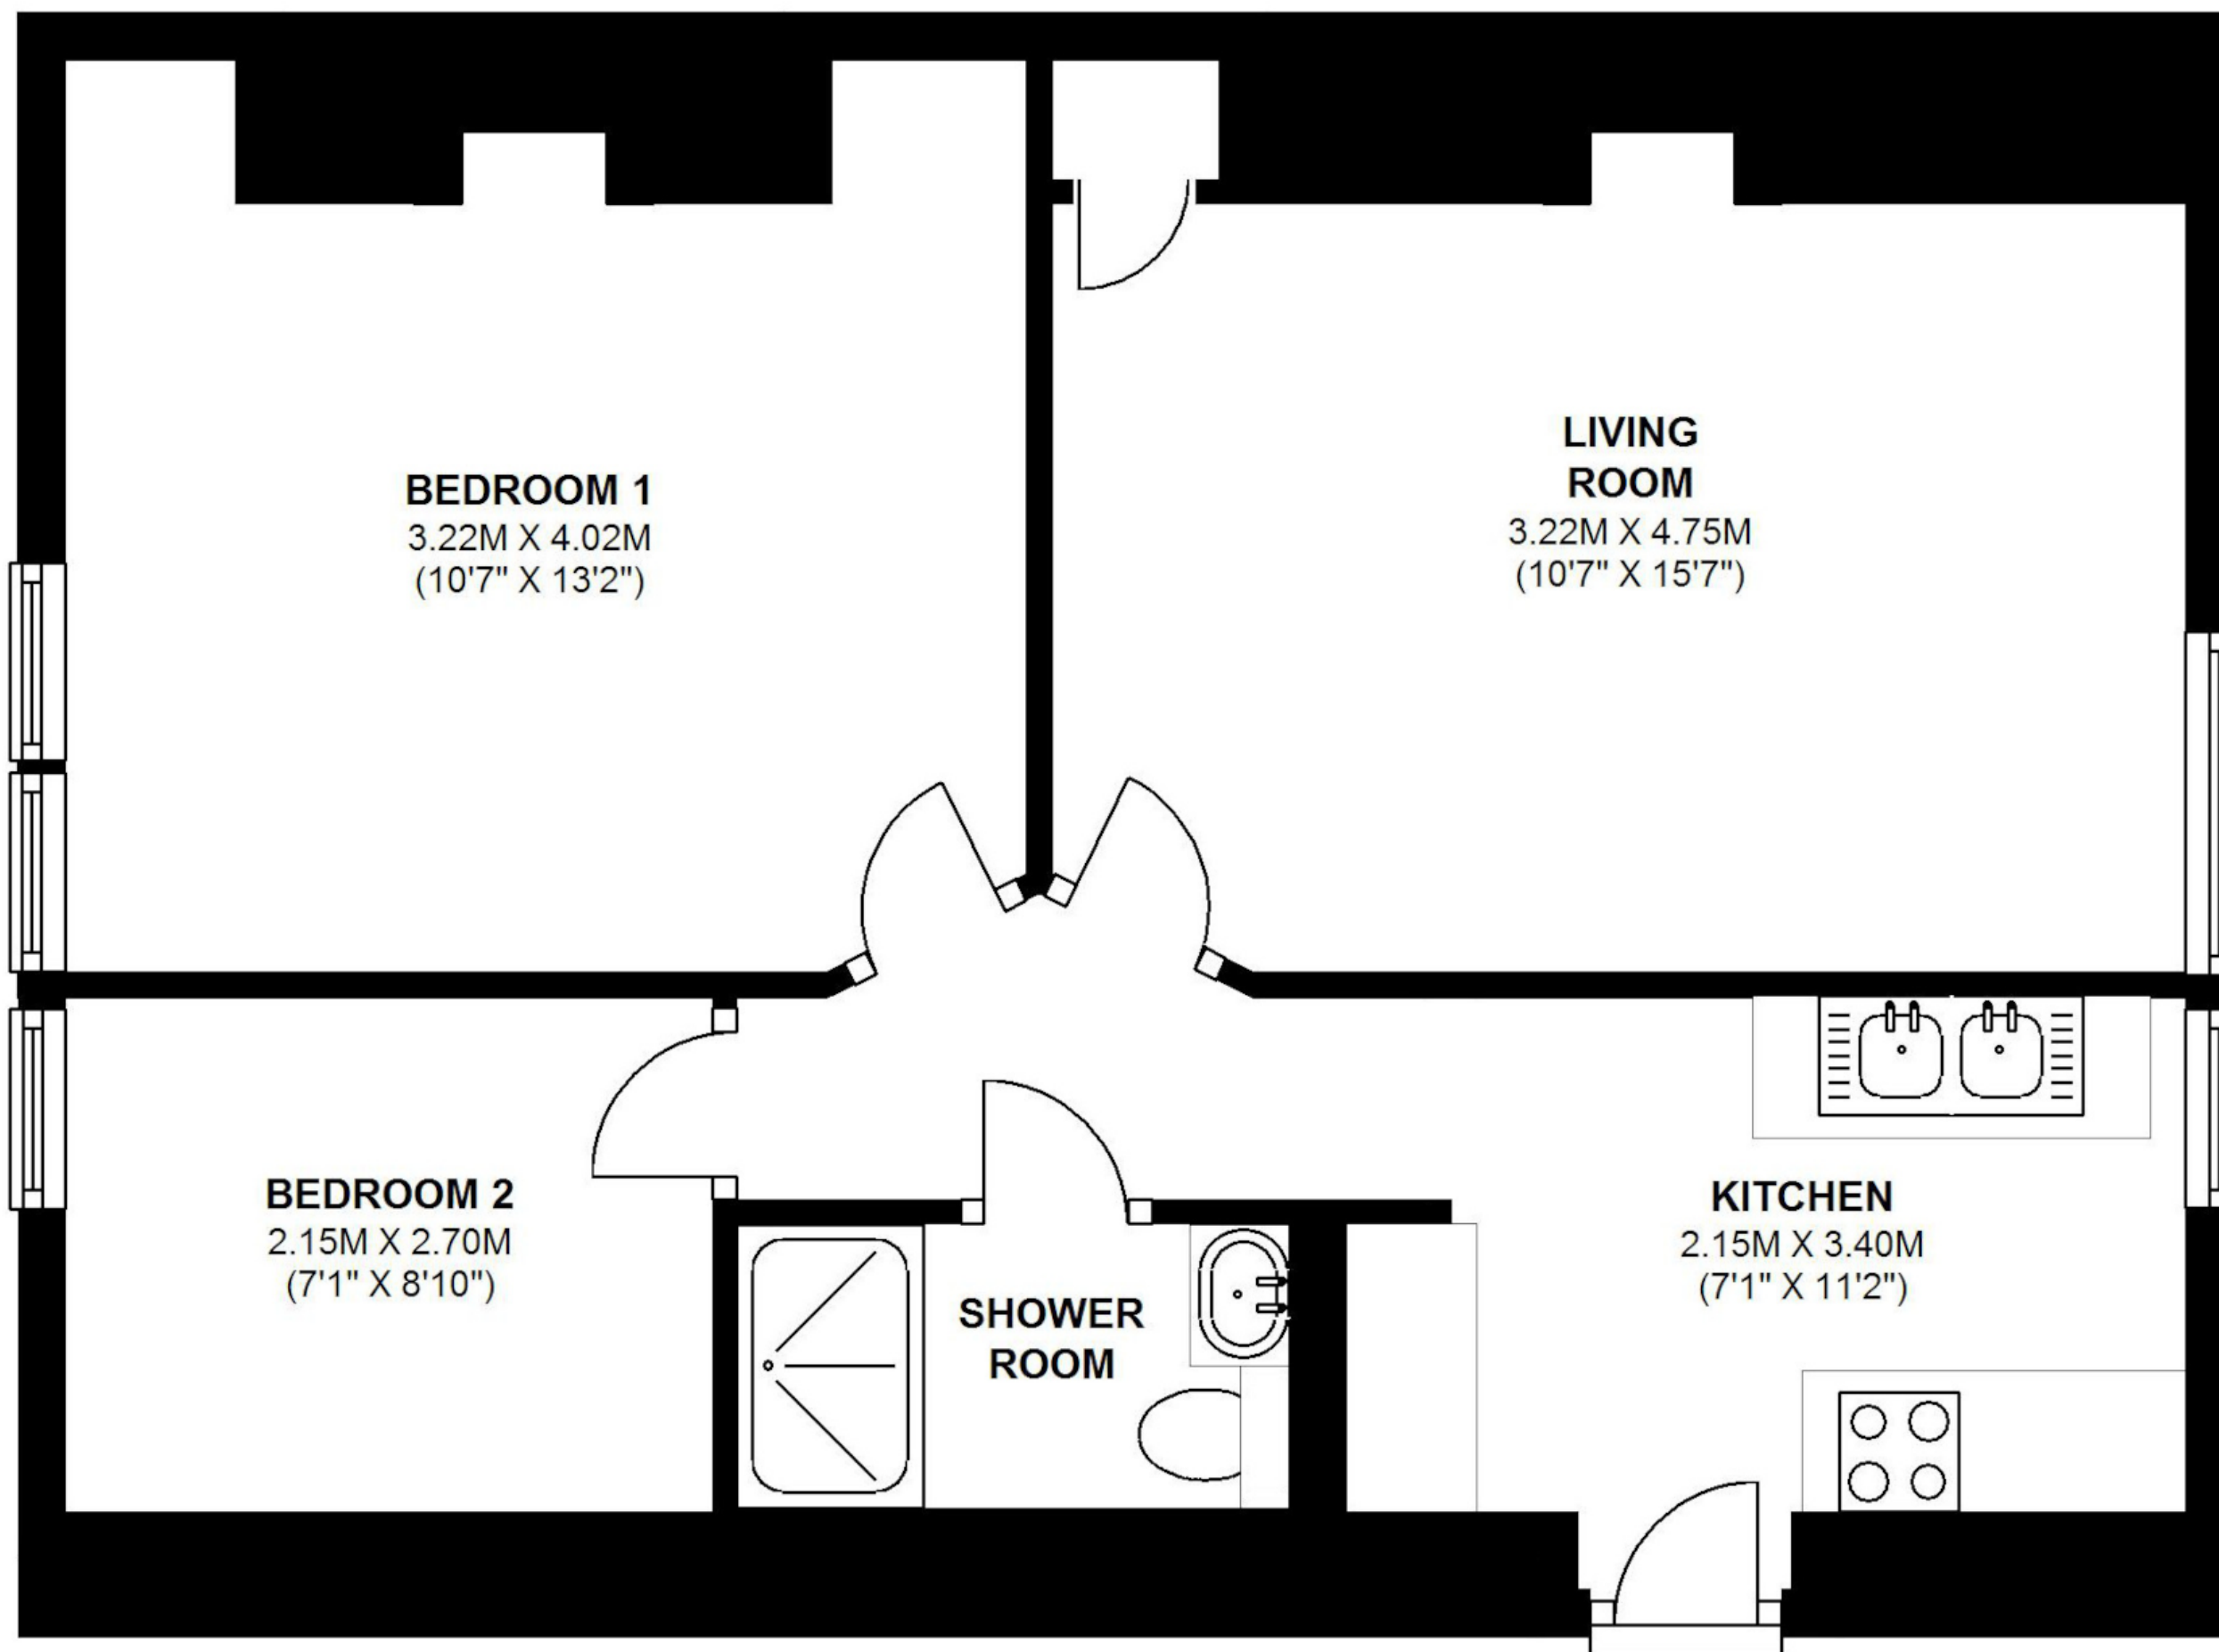 BEDROOM 1
3.22M X 4.02M
(10'7" X 13'2")
LIVING
ROOM
3.22M X 4.75M
(10'7" X 15'7")
BEDROOM 2
2.15M X 2.70M
(7'1" X 8'10")
SHOWER
ROOM
KITCHEN
2.15M X 3.40M
(7'1" X 11'2")